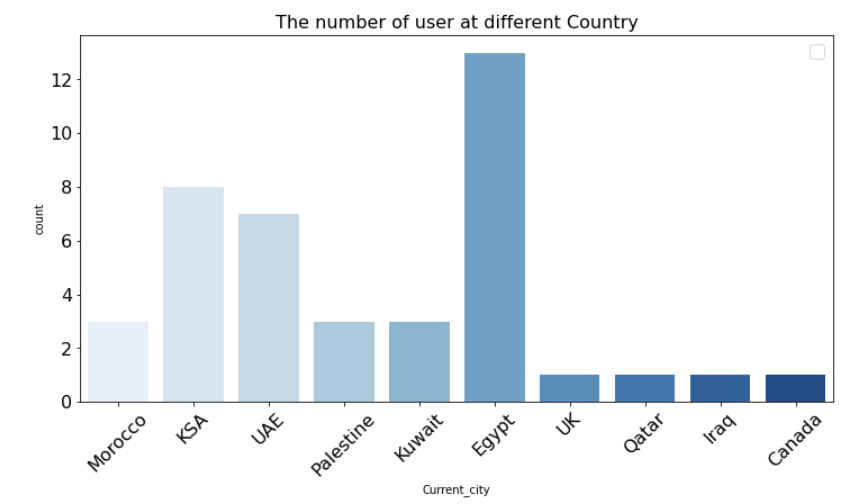 The number of user at different Country
count
12
10
8
6
4
2
0
Morocco
KSA
UAE
Palestine
Kuwait
Egypt
UK
Qatar
Iraq
Canada
Current_city